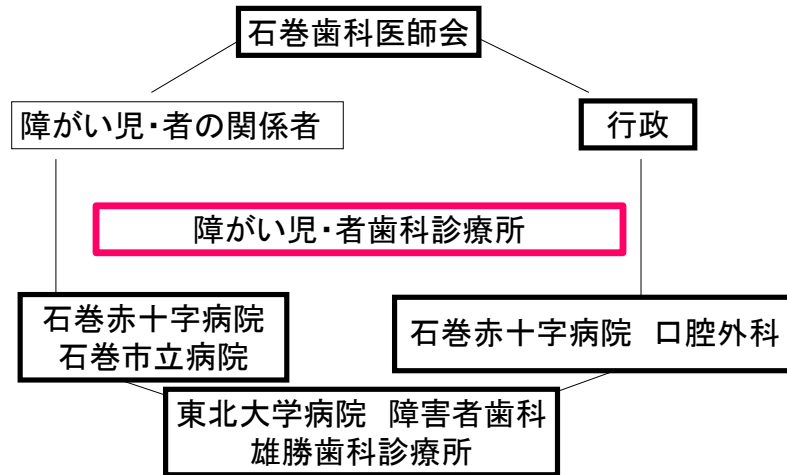 石巻歯科医師会
障がい児・者の関係者
行政
障がい児・者歯科診療所
石巻赤十字病院
石巻市立病院
石巻赤十字病院　口腔外科
東北大学病院　障害者歯科
雄勝歯科診療所